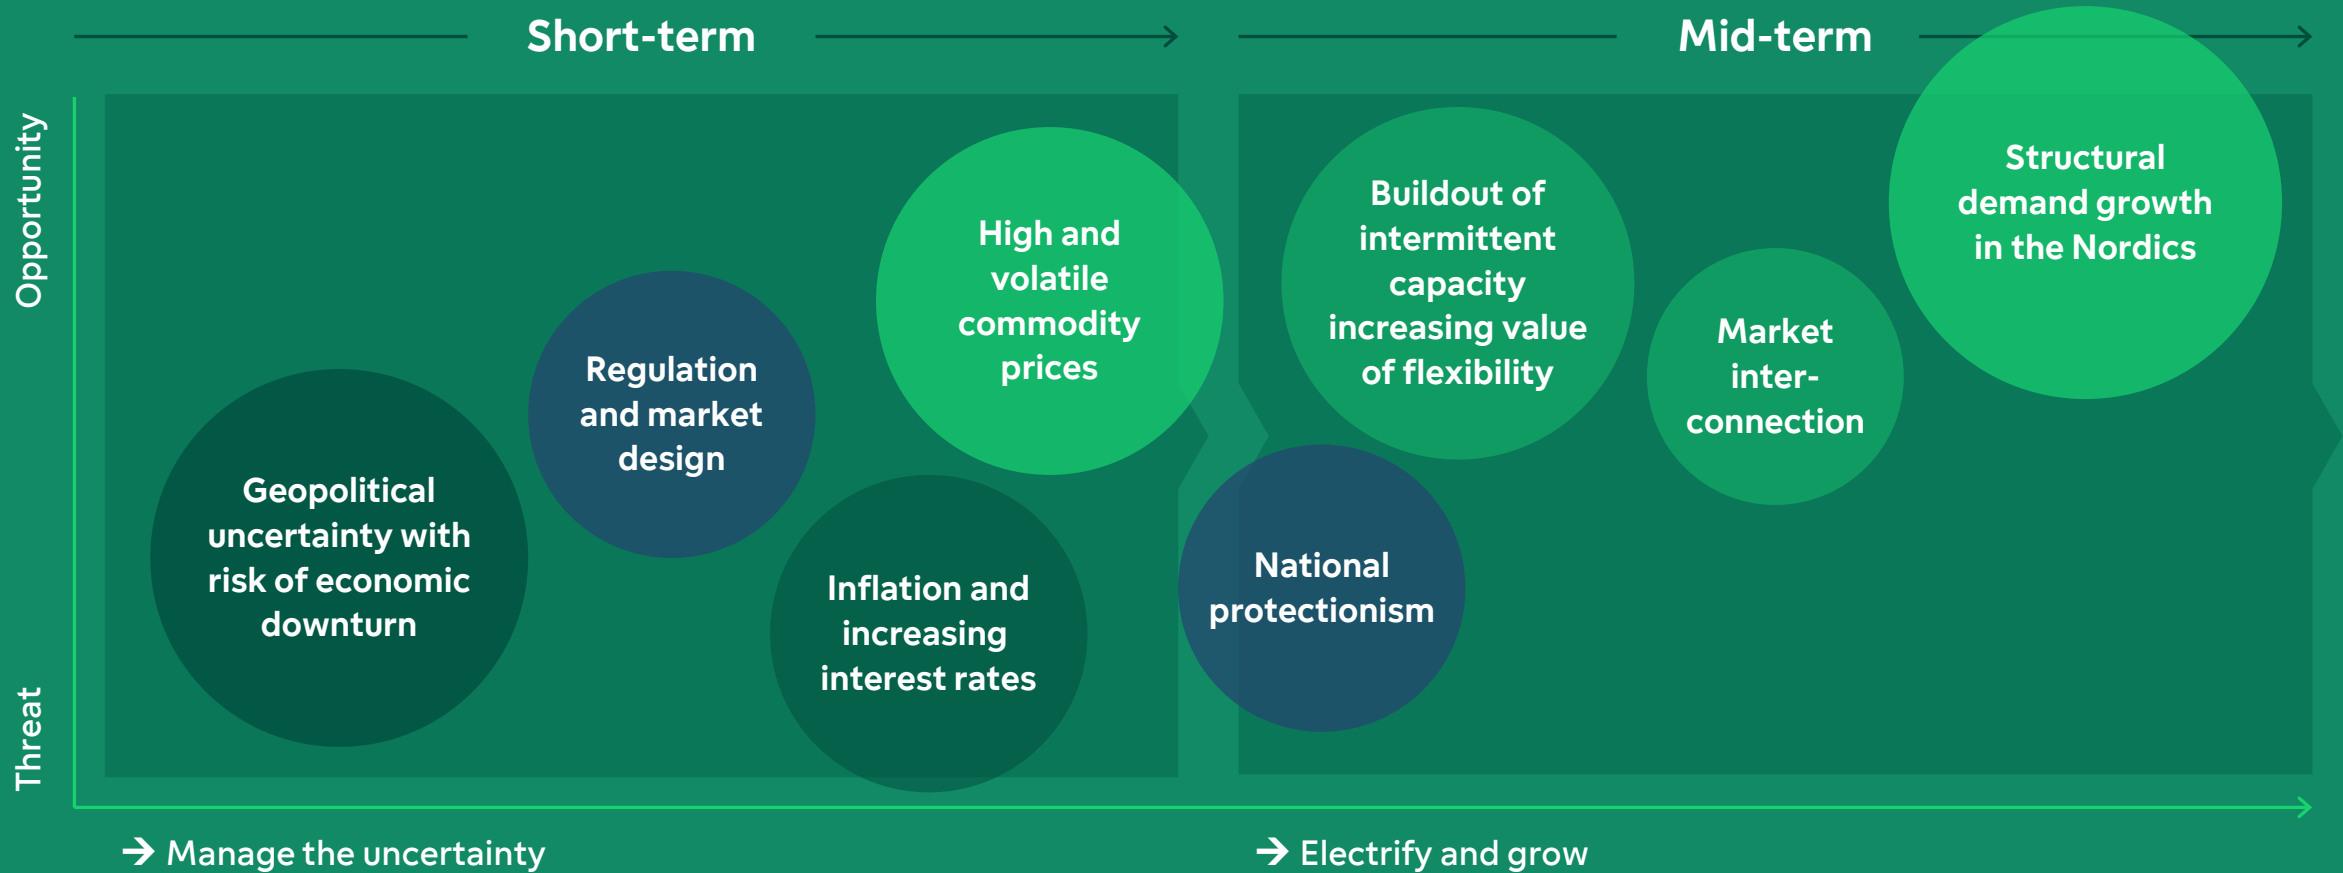 Short-term
Mid-term
Opportunity
Threat
Geopolitical
uncertainty with
risk of economic
downturn
Regulation
and market
design
High and
volatile
commodity
prices
Inflation and
increasing
interest rates
Buildout of
intermittent
capacity
increasing value
of flexibility
National
protectionism
Market
inter-
connection
Structural
demand growth
in the Nordics
→ Manage the uncertainty
→ Electrify and grow